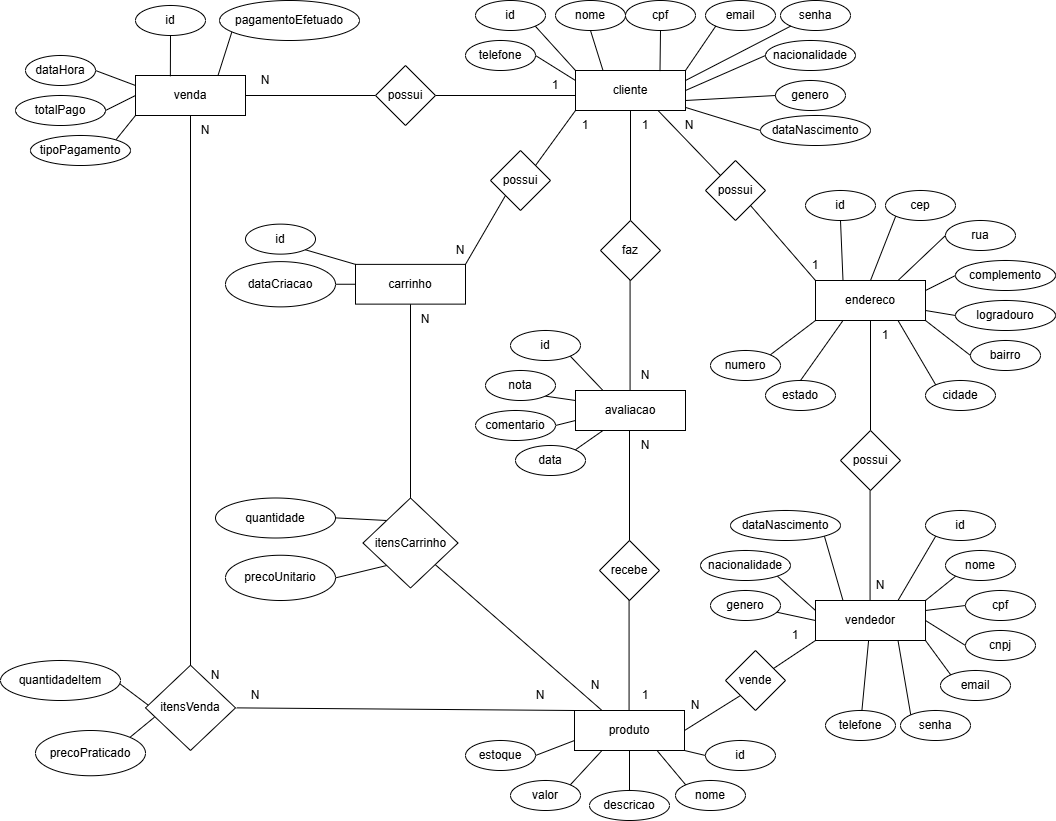 id
pagamentoEfetuado
id
nome
cpf
email
senha
dataHora
telefone
nacionalidade
totalPago
venda
N
possui
1
cliente
genero
tipoPagamento
N
1
1
N
dataNascimento
possui
possui
id
cep
id
N
faz
1
rua
dataCriacao
carrinho
endereco
complemento
N
1
logradouro
id
numero
bairro
N
nota
estado
cidade
comentario
avaliacao
data
N
possui
quantidade
itensCarrinho
dataNascimento
id
precoUnitario
recebe
nacionalidade
N
nome
genero
cpf
1
vendedor
cnpj
quantidadeItem
N
N
N
N
1
N
vende
email
itensVenda
telefone
senha
precoPraticado
produto
estoque
id
valor
descricao
nome